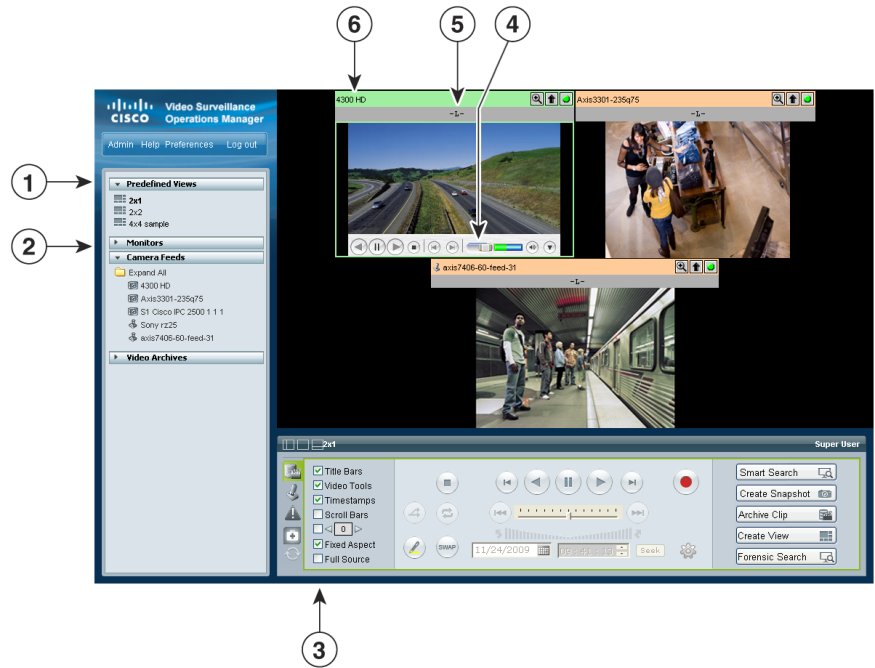 6
5
4
1
2
3
CISCO
Video Surveillance
Operations Manager
Admin Help Preferences Log out
Predefined Views
2x1
2x2
4x4 sample
Monitors
Camera Feeds
Expand All
4300 HD
Axis3301-235q75
S1 Cisco IPC 2500 1 1 1
Sony rz25
axis7406-60-feed-31
Video Archives
4300 HD
-L-
Axis3301-235q75
-L-
axis7406-60-feed-31
-L-
2x1
Super User
Title Bars
Video Tools
Timestamps
Scroll Bars
0
Fixed Aspect
Full Source
SWAP
11/24/2009
Seek
Smart Search
Create Snapshot
Archive Clip
Create View
Forensic Search